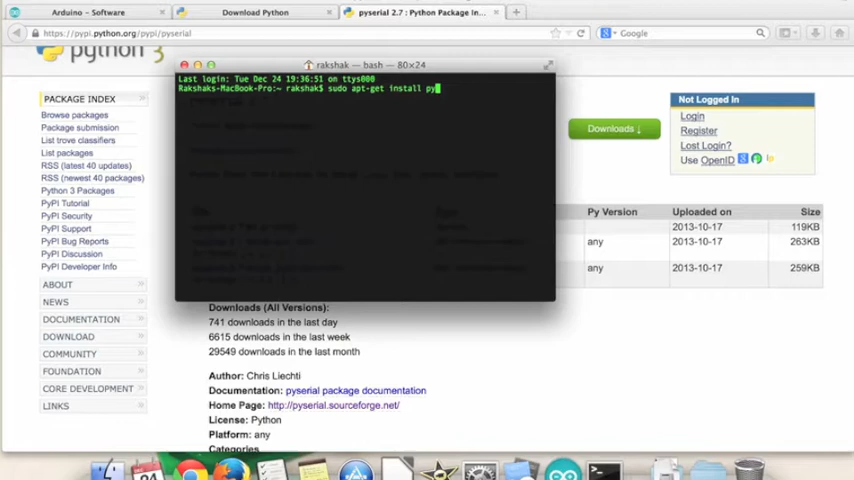 Arduino - Software
Download Python
pyserial 2.7 : Python Package In...
https://pypi.python.org/pypi/pyserial
Google
python
rakshak — bash — 80×24
Last login: Tue Dec 24 19:36:51 on ttys000
Rakshaks-MacBook-Pro:~ rakshak$ sudo apt-get install py
PACKAGE INDEX
Browse packages
Package submission
List trove classifiers
List packages
RSS (latest 40 updates)
RSS (newest 40 packages)
Python 3 Packages
PyPI Tutorial
PyPI Security
PyPI Support
PyPI Bug Reports
PyPI Discussion
PyPI Developer Info
ABOUT
NEWS
DOCUMENTATION
DOWNLOAD
COMMUNITY
FOUNDATION
CORE DEVELOPMENT
LINKS
Downloads ↓
Not Logged In
Login
Register
Lost Login?
Use OpenID
Py Version Uploaded on Size
2013-10-17 119KB
any 2013-10-17 263KB
any 2013-10-17 259KB
Downloads (All Versions):
741 downloads in the last day
6615 downloads in the last week
29549 downloads in the last month
Author: Chris Liechti
Documentation: pyserial package documentation
Home Page: http://pyserial.sourceforge.net/
License: Python
Platform: any
Categories